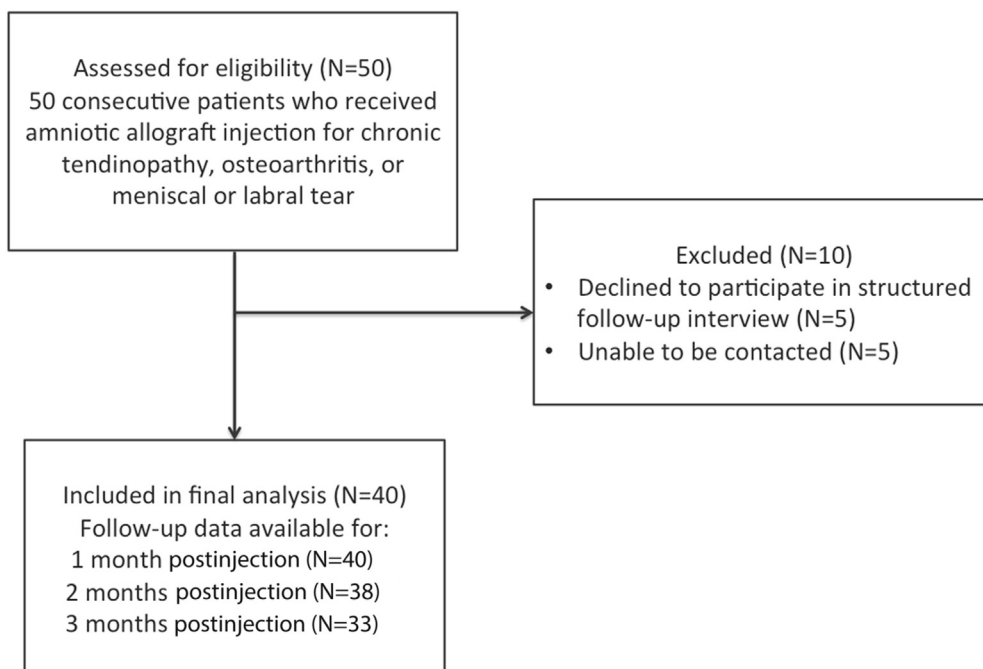 Assessed for eligibility (N=50)
50 consecutive patients who received
amniotic allograft injection for chronic
tendinopathy, osteoarthritis, or
meniscal or labral tear
Excluded (N=10)
• Declined to participate in structured
follow-up interview (N=5)
• Unable to be contacted (N=5)
Included in final analysis (N=40)
Follow-up data available for:
1 month postinjection (N=40)
2 months postinjection (N=38)
3 months postinjection (N=33)